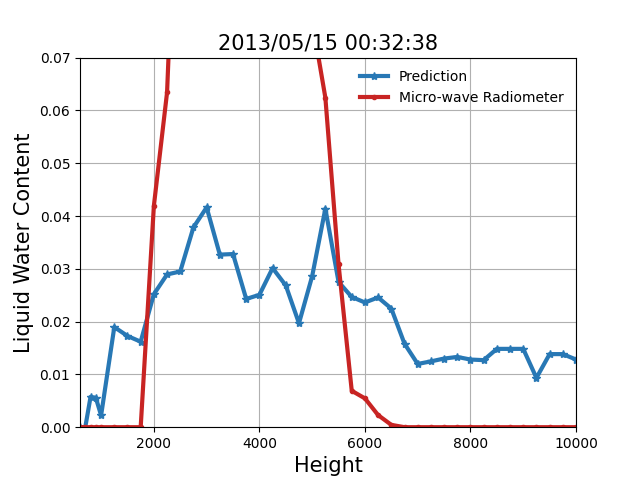 2013/05/15 00:32:38
Prediction
Micro-wave Radiometer
Liquid Water Content
0.07
0.06
0.05
0.04
0.03
0.02
0.01
0.00
2000 4000 6000 8000 10000
Height